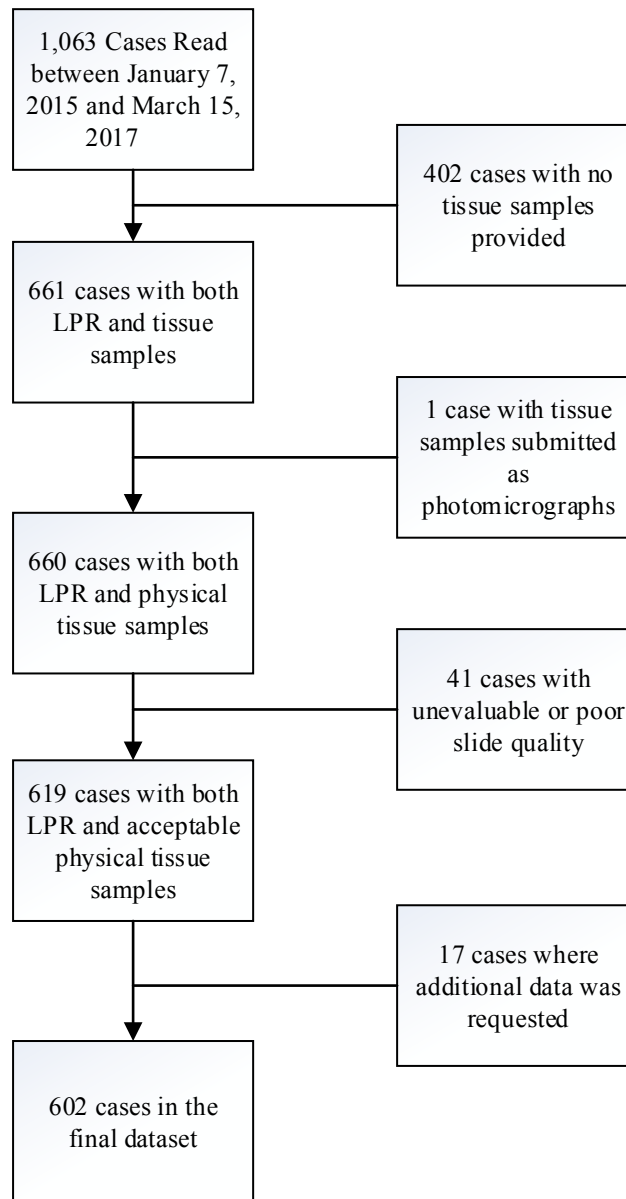 1,063 Cases Read
between January 7,
2015 and March 15,
2017
402 cases with no
tissue samples
provided
661 cases with both
LPR and tissue
samples
1 case with tissue
samples submitted
as
photomicrographs
660 cases with both
LPR and physical
tissue samples
41 cases with
unevaluable or poor
slide quality
619 cases with both
LPR and acceptable
physical tissue
samples
17 cases where
additional data was
requested
602 cases in the
final dataset